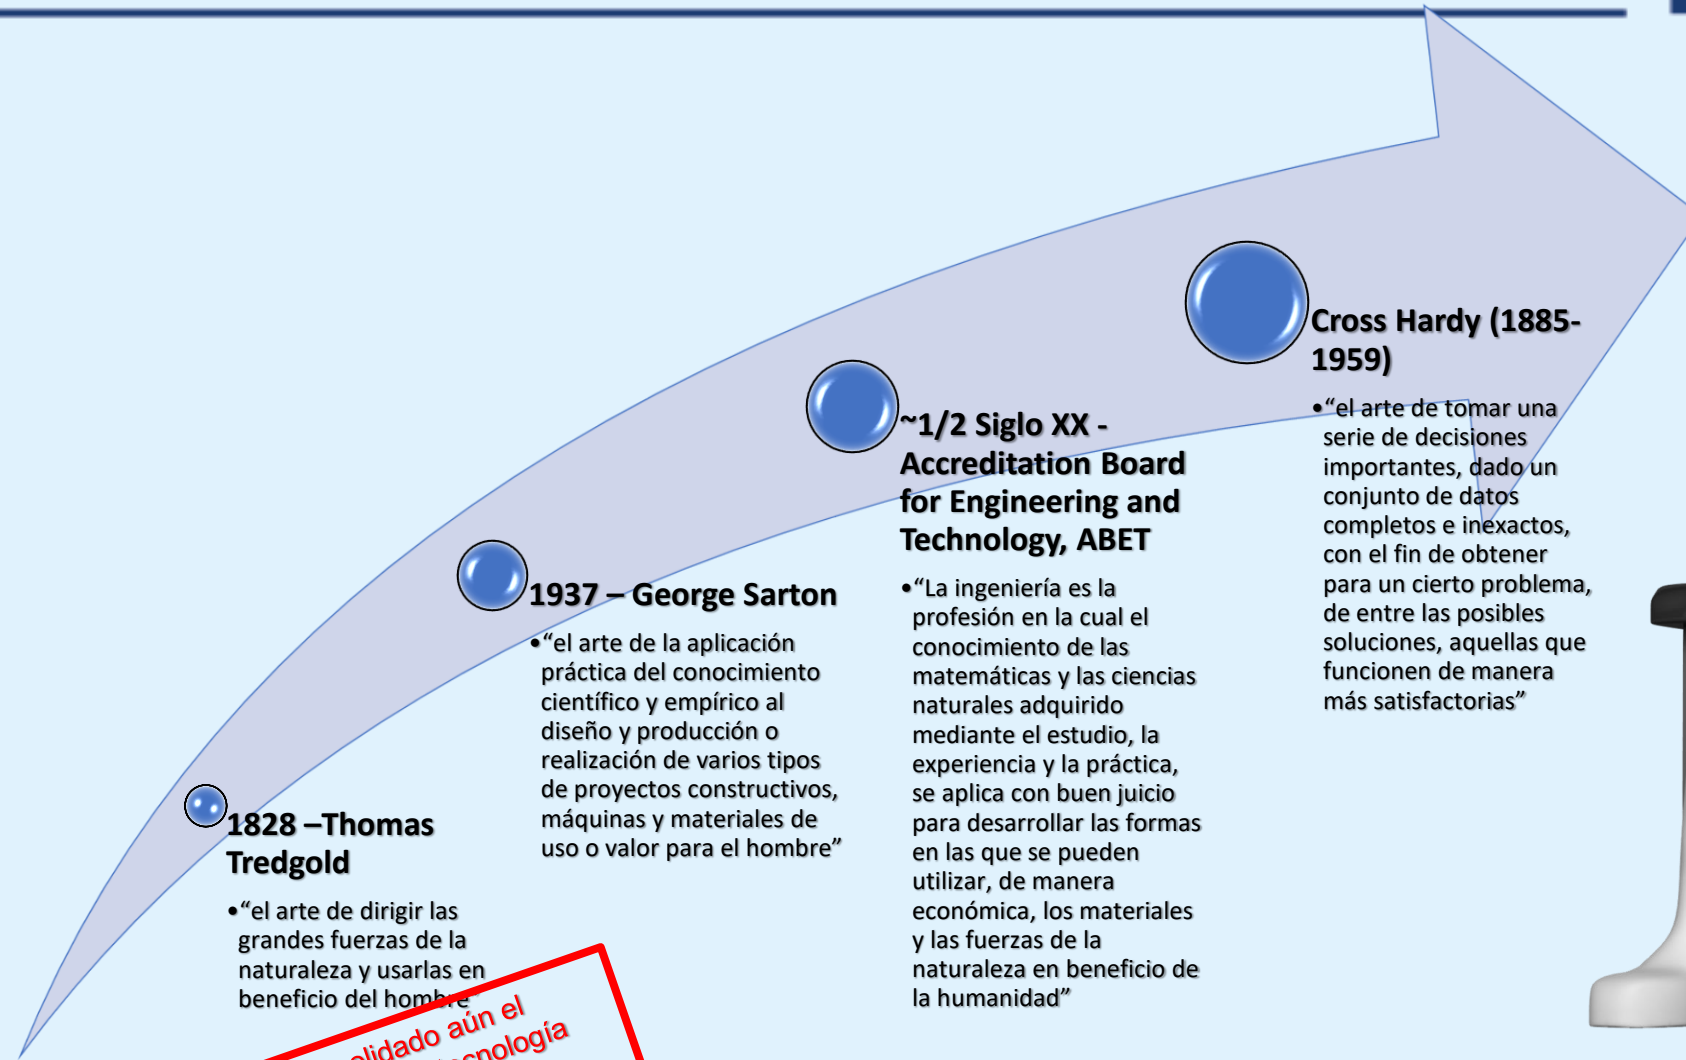 1828 –Thomas
Tredgold
•“el arte de dirigir las
grandes fuerzas de la
naturaleza y usarlas en
beneficio del hombre”
1937 – George Sarton
•“el arte de la aplicación
práctica del conocimiento
científico y empírico al
diseño y producción o
realización de varios tipos
de proyectos constructivos,
máquinas y materiales de
uso o valor para el hombre”
~1/2 Siglo XX -
Accreditation Board
for Engineering and
Technology, ABET
•“La ingeniería es la
profesión en la cual el
conocimiento de las
matemáticas y las ciencias
naturales adquirido
mediante el estudio, la
experiencia y la práctica,
se aplica con buen juicio
para desarrollar las formas
en las que se pueden
utilizar, de manera
económica, los materiales
y las fuerzas de la
naturaleza en beneficio de
la humanidad”
Cross Hardy (1885-
1959)
•“el arte de tomar una
serie de decisiones
importantes, dado un
conjunto de datos
completos e inexactos,
con el fin de obtener
para un cierto problema,
de entre las posibles
soluciones, aquellas que
funcionen de manera
más satisfactorias”
aún el